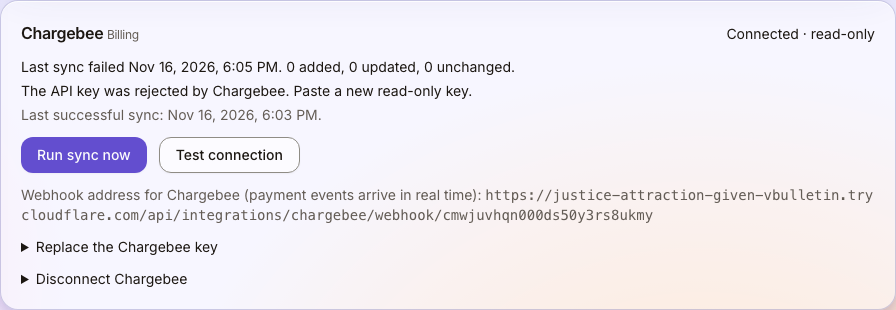 Chargebee Billing
Connected · read-only
Last sync failed Nov 16, 2026, 6:05 PM. 0 added, 0 updated, 0 unchanged.
The API key was rejected by Chargebee. Paste a new read-only key.
Last successful sync: Nov 16, 2026, 6:03 PM.
Run sync now
Test connection
Webhook address for Chargebee (payment events arrive in real time): https://justice-attraction-given-vbulletin.try
cloudflare.com/api/integrations/chargebee/webhook/cmwjuvhqn000ds50y3rs8ukmy
Replace the Chargebee key
Disconnect Chargebee